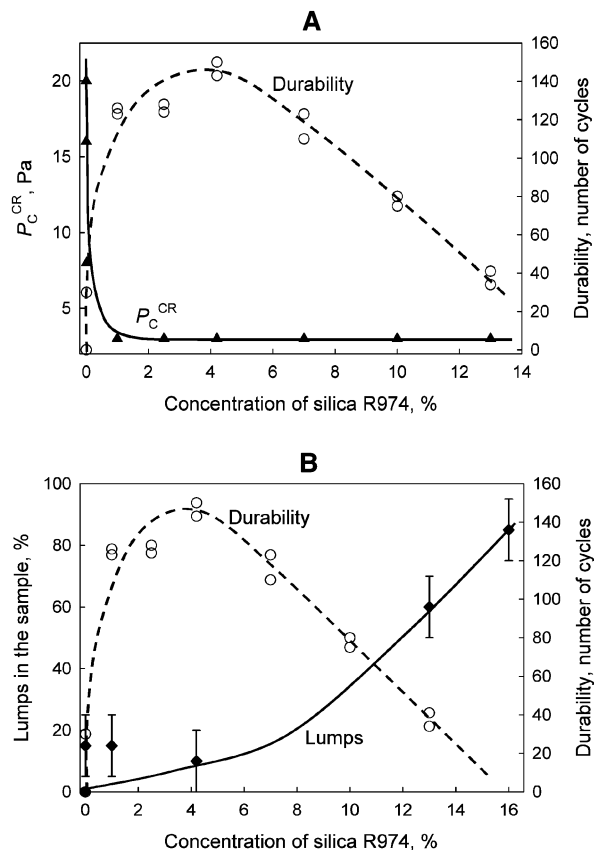 A
20
15
10
5
P_C^CR, Pa
160
140
120
100
80
60
40
20
0
Durability, number of cycles
Durability
P_C^CR
0 2 4 6 8 10 12 14
Concentration of silica R974, %
B
100
80
60
40
20
0
Lumps in the sample, %
160
140
120
100
80
60
40
20
0
Durability, number of cycles
Durability
Lumps
0 2 4 6 8 10 12 14 16
Concentration of silica R974, %